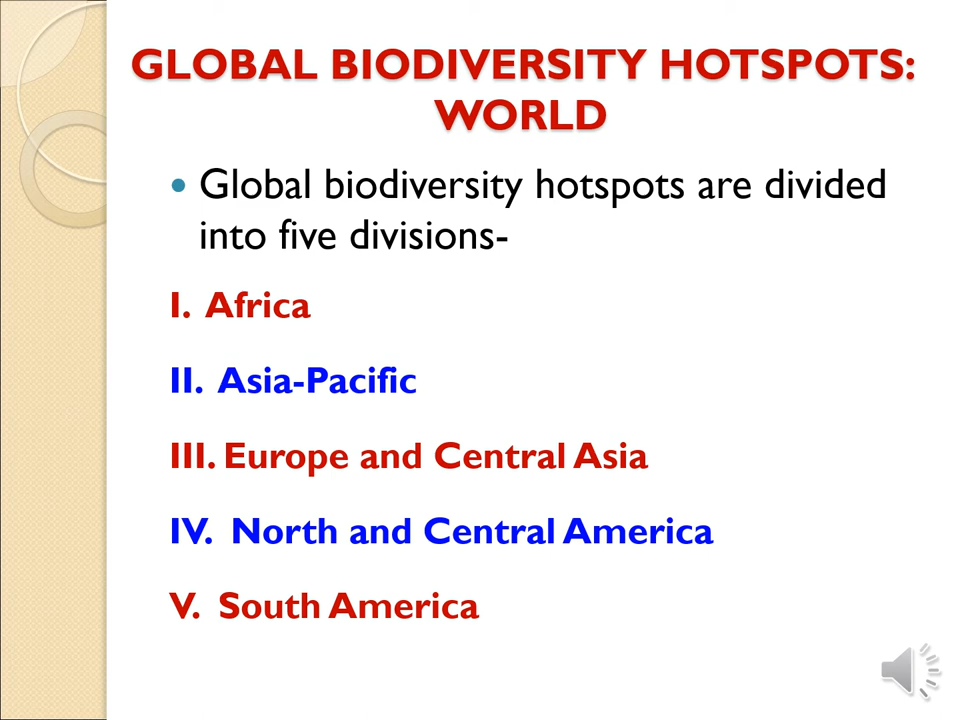 GLOBAL BIODIVERSITY HOTSPOTS:
WORLD
• Global biodiversity hotspots are divided
into five divisions-
I. Africa
II. Asia-Pacific
III. Europe and Central Asia
IV. North and Central America
V. South America